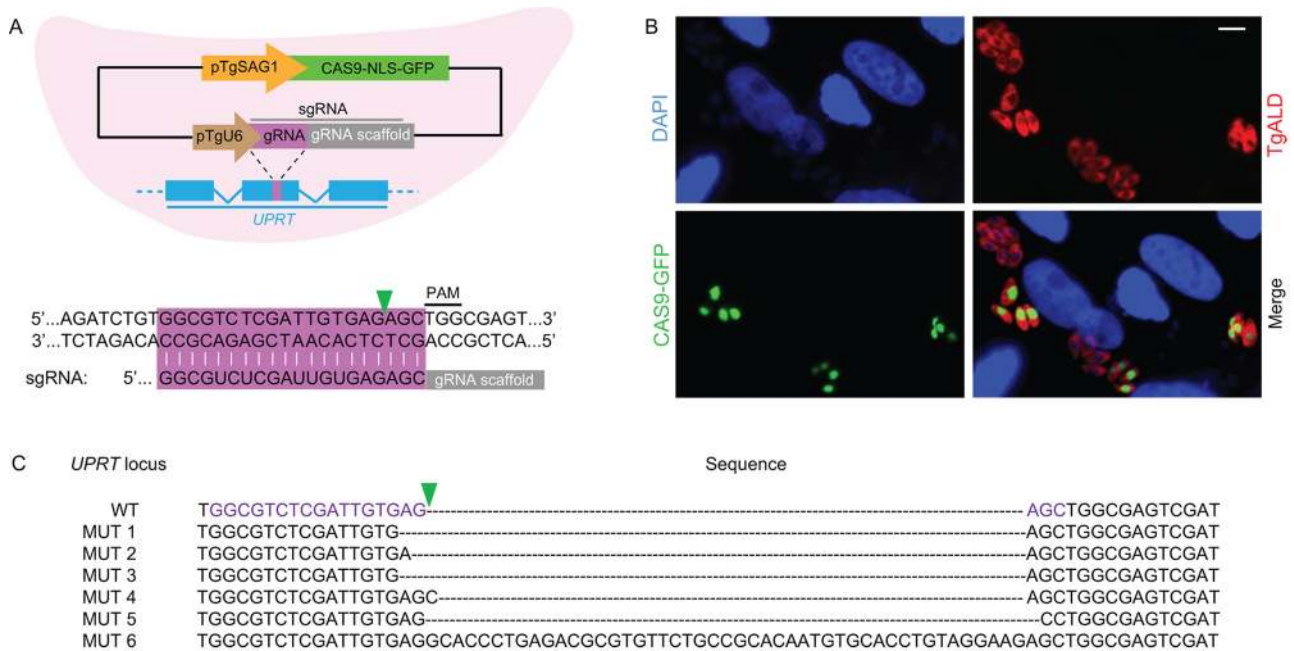 A
pTgSAG1
CAS9-NLS-GFP
sgRNA
pTgU6
gRNA
gRNA scaffold
UPRT
PAM
5'...AGATCTGTGGCGTCTCGATTGTGAGAGCTGGCGAGT...3'
3'...TCTAGACACCGCAGAGCTAACACTCTCGACCGCTCA...5'
sgRNA: 5'... GGCGUCUCGAUUGUGAGAGC gRNA scaffold
B
DAPI
TgALD
CAS9-GFP
Merge
C UPRT locus Sequence
WT TGGCGTCTCGATTGTGAG-----------------------------------------------AGCTGGCGAGTCGAT
MUT 1 TGGCGTCTCGATTGTG-------------------------------------------------AGCTGGCGAGTCGAT
MUT 2 TGGCGTCTCGATTGTGA------------------------------------------------AGCTGGCGAGTCGAT
MUT 3 TGGCGTCTCGATTGTG-------------------------------------------------AGCTGGCGAGTCGAT
MUT 4 TGGCGTCTCGATTGTGAGC----------------------------------------------AGCTGGCGAGTCGAT
MUT 5 TGGCGTCTCGATTGTGAG------------------------------------------------CCTGGCGAGTCGAT
MUT 6 TGGCGTCTCGATTGTGAGGCACCCTGAGACGCGTGTTCTGCCGCACAATGTGCACCTGTAGGAAGAGCTGGCGAGTCGAT